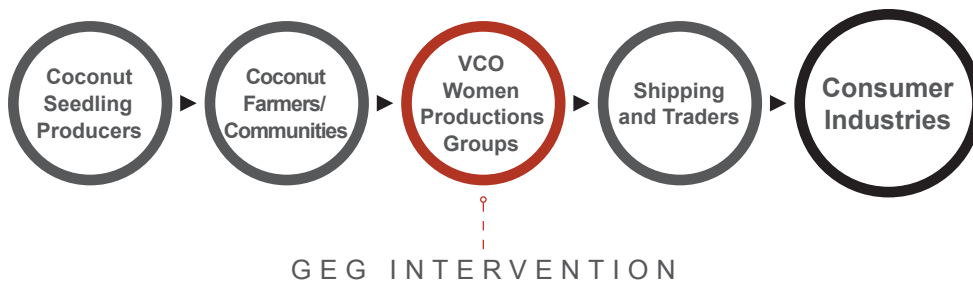 Coconut
Seedling
Producers
Coconut
Farmers/
Communities
VCO
Women
Productions
Groups
Shipping
and Traders
Consumer
Industries
GEG INTERVENTION